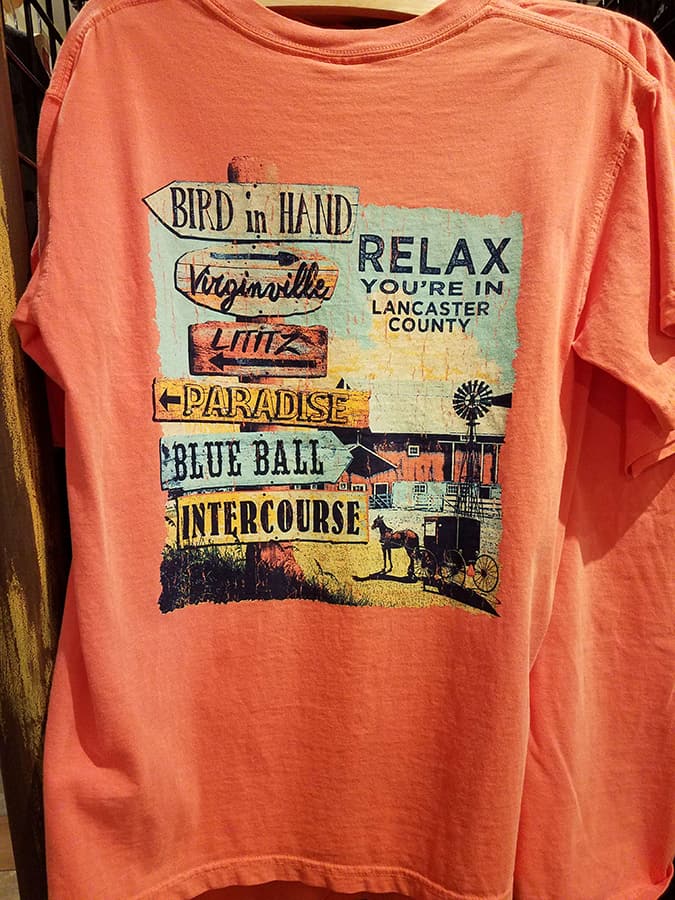 BIRD in HAND
Virginville
LITITZ
PARADISE
BLUE BALL
INTERCOURSE
RELAX
YOU'RE IN
LANCASTER
COUNTY